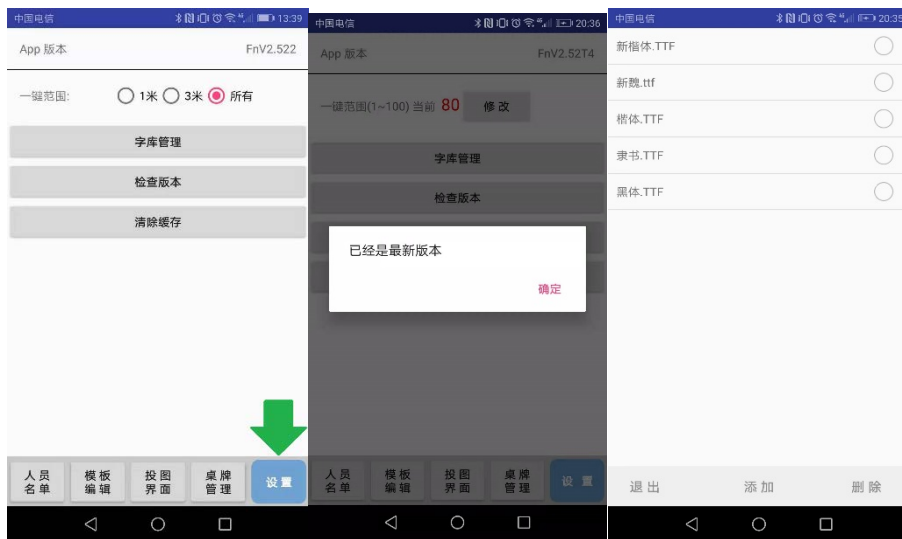 中国电信 13:39
App 版本 FnV2.522
一键范围: 1米 3米 所有
字库管理
检查版本
清除缓存
人员名单 模板编辑 投图界面 桌牌管理 设置
中国电信 20:36
App 版本 FnV2.52T4
一键范围(1~100) 当前 80 修改
字库管理
检查版本
已经是最新版本
确定
人员名单 模板编辑 投图界面 桌牌管理 设置
中国电信 20:35
新楷体.TTF
新魏.ttf
楷体.TTF
隶书.TTF
黑体.TTF
退出 添加 删除